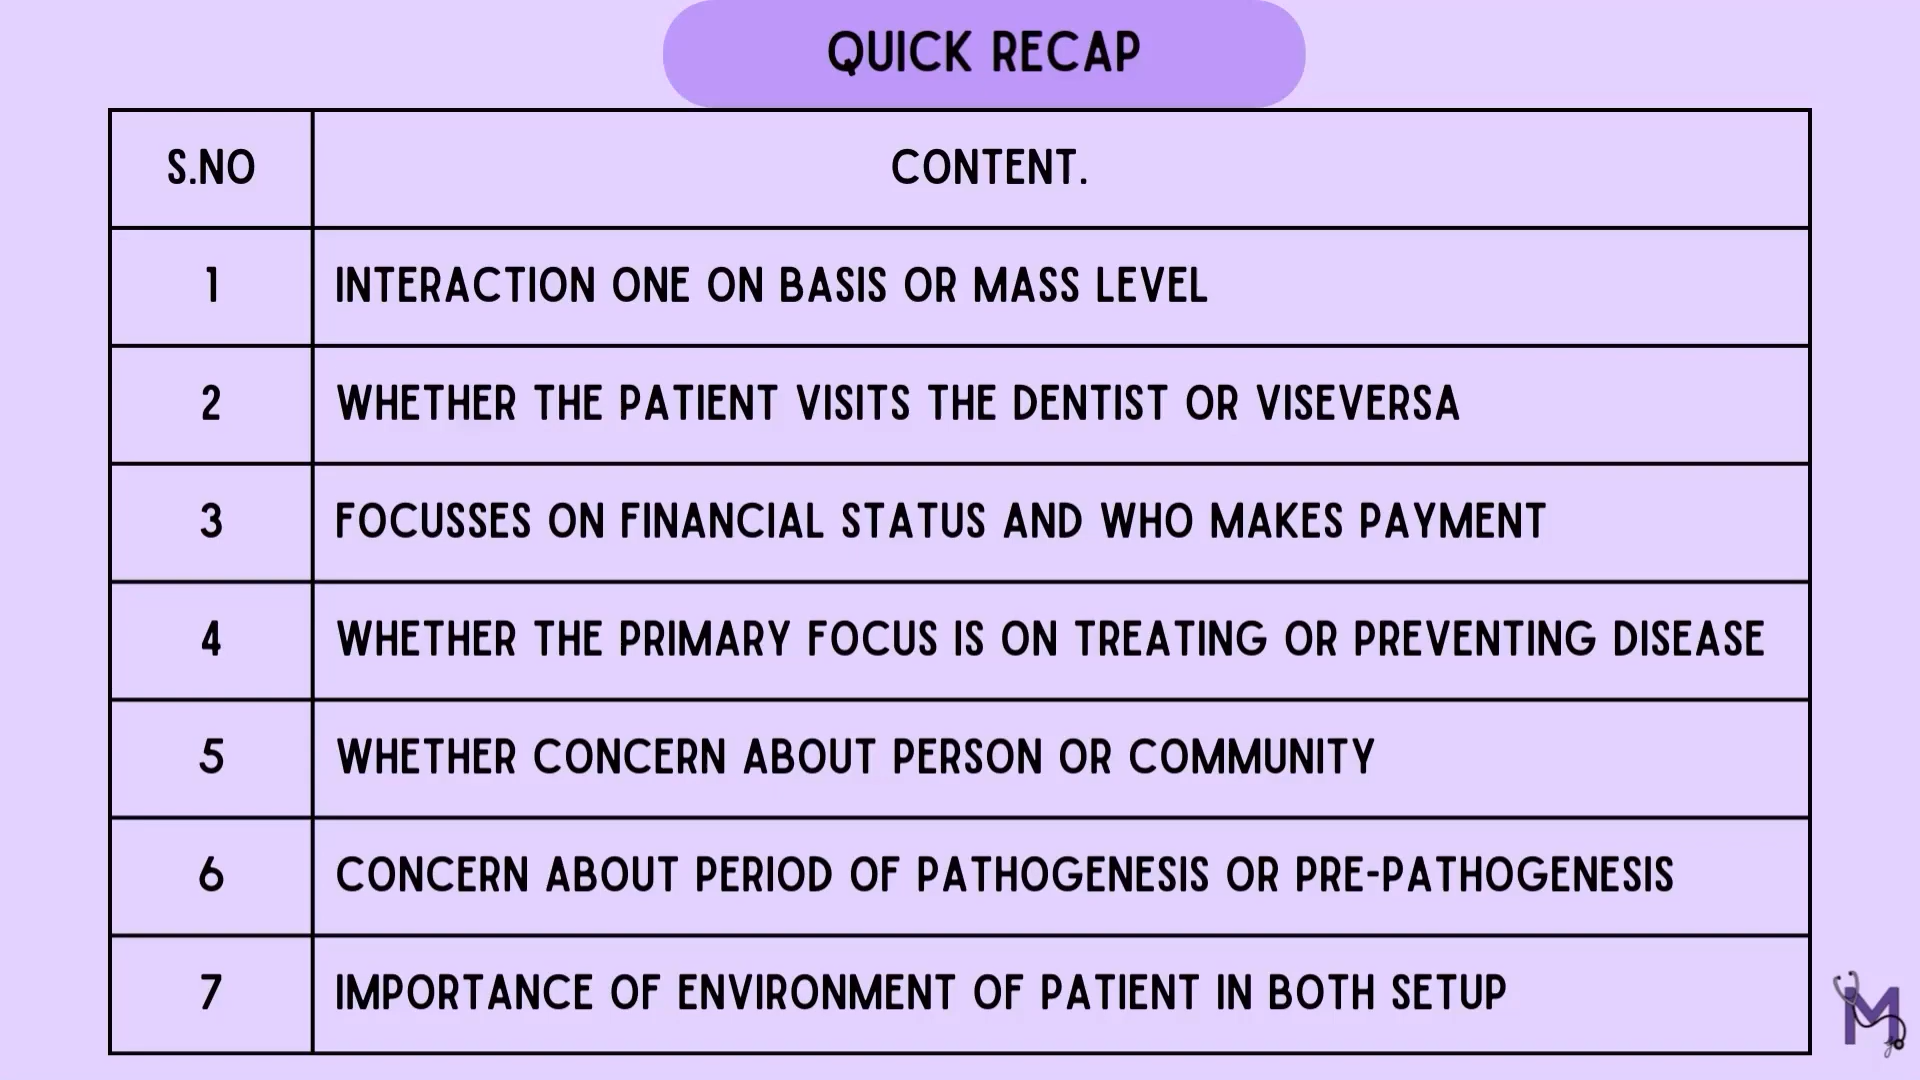 QUICK RECAP
S.NO CONTENT.
1 INTERACTION ONE ON BASIS OR MASS LEVEL
2 WHETHER THE PATIENT VISITS THE DENTIST OR VISEVERSA
3 FOCUSSES ON FINANCIAL STATUS AND WHO MAKES PAYMENT
4 WHETHER THE PRIMARY FOCUS IS ON TREATING OR PREVENTING DISEASE
5 WHETHER CONCERN ABOUT PERSON OR COMMUNITY
6 CONCERN ABOUT PERIOD OF PATHOGENESIS OR PRE-PATHOGENESIS
7 IMPORTANCE OF ENVIRONMENT OF PATIENT IN BOTH SETUP
M